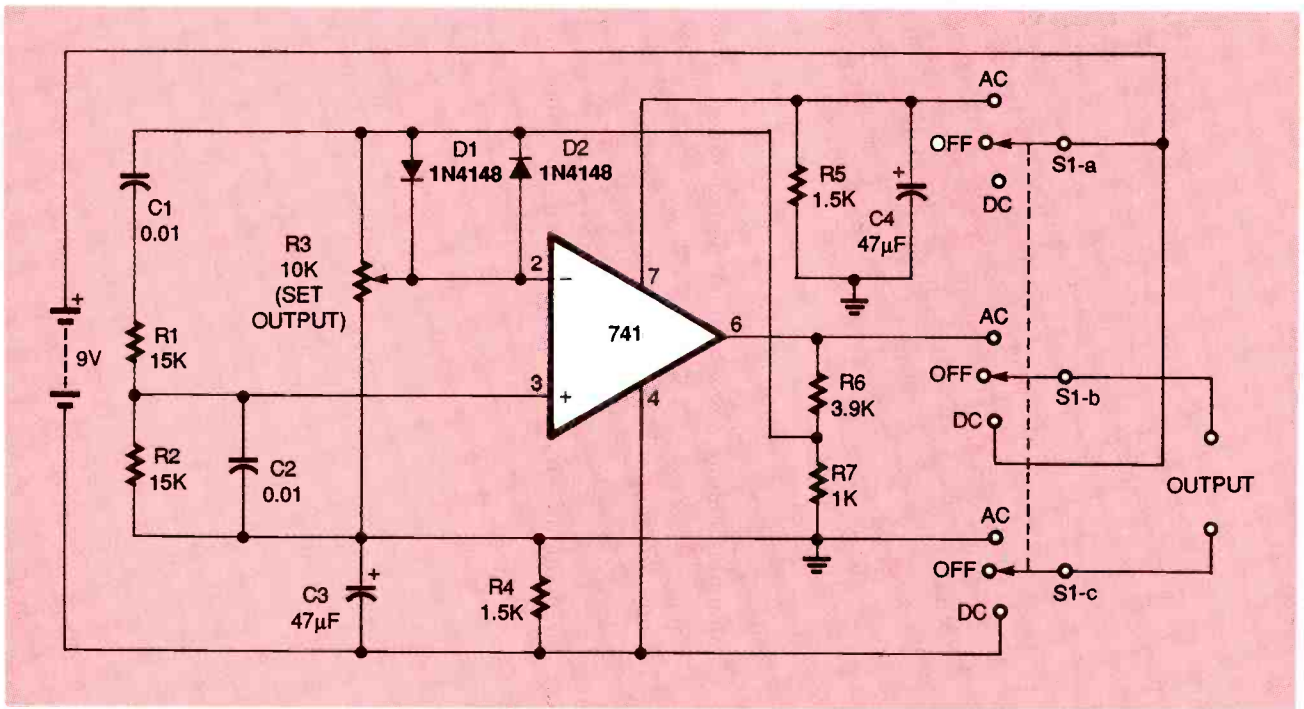 AC
OFF
S1-a
DC
D1
1N4148
D2
1N4148
R5
1.5K
+
C4
47µF
C1
0.01
R3
10K
(SET
OUTPUT)
2
−
7
741
6
3
+
4
+
9V
R1
15K
R2
15K
C2
0.01
AC
OFF
S1-b
DC
R6
3.9K
R7
1K
OUTPUT
AC
OFF
S1-c
DC
+
C3
47µF
R4
1.5K